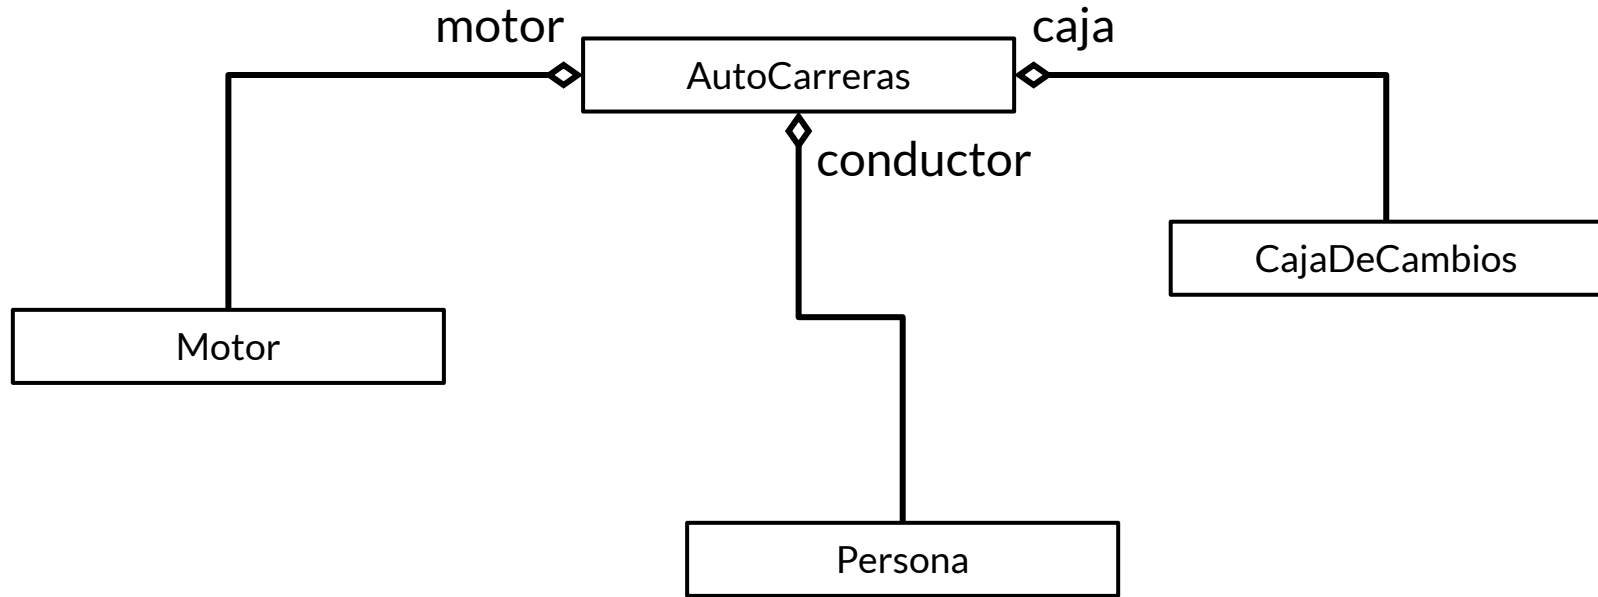 motor
AutoCarreras
caja
conductor
CajaDeCambios
Motor
Persona